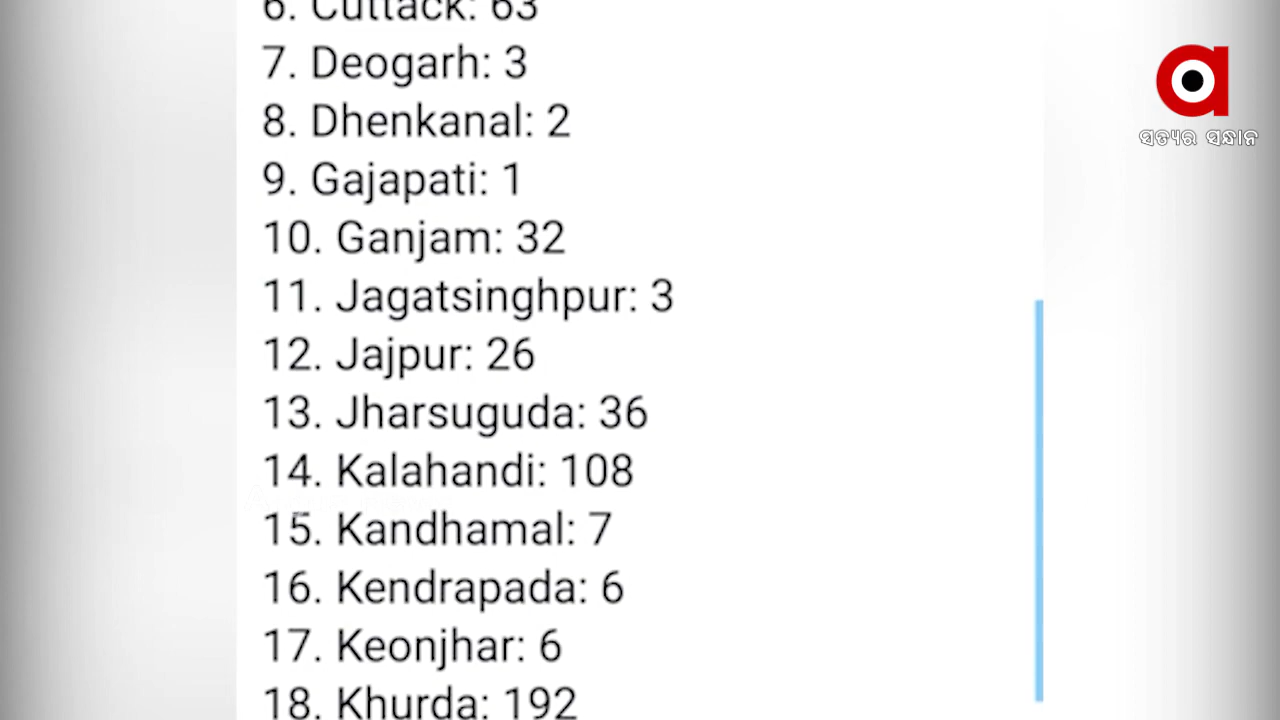 6. Cuttack: 63
7. Deogarh: 3
8. Dhenkanal: 2
9. Gajapati: 1
10. Ganjam: 32
11. Jagatsinghpur: 3
12. Jajpur: 26
13. Jharsuguda: 36
14. Kalahandi: 108
15. Kandhamal: 7
16. Kendrapada: 6
17. Keonjhar: 6
18. Khurda: 192
a
ସତ୍ୟର ସନ୍ଧାନ